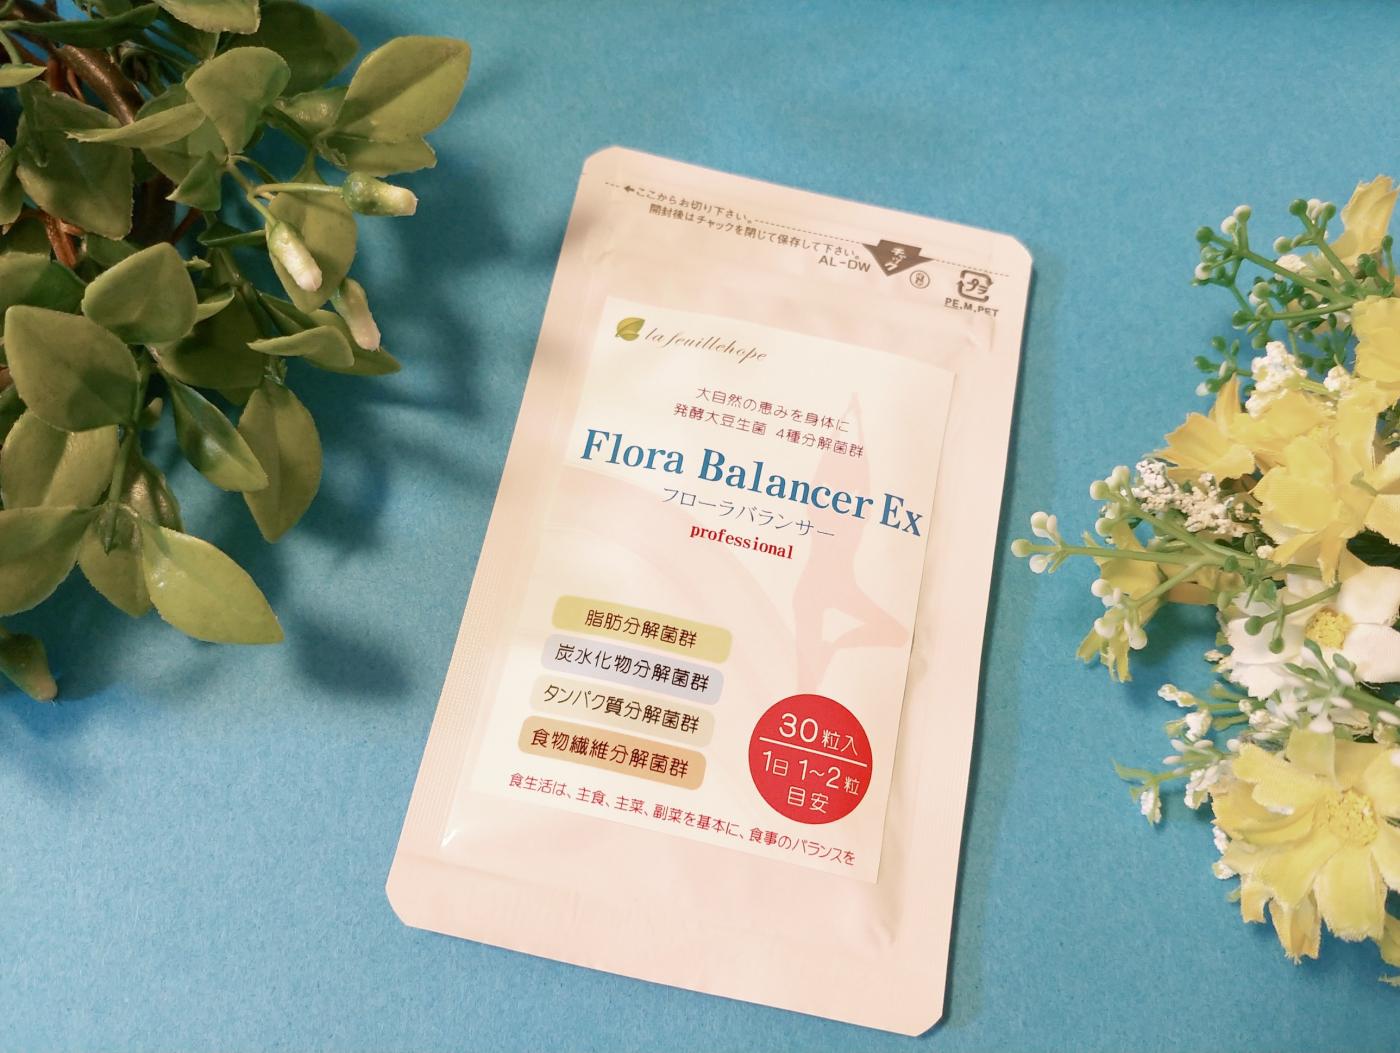 ←ここからお切り下さい。
開封後はチャックを閉じて保存して下さい。
AL-DW
チャック
プラ
PE,M,PET
la feuillehope
大自然の恵みを身体に
発酵大豆生菌 4種分解菌群
Flora Balancer Ex
フローラバランサー
professional
脂肪分解菌群
炭水化物分解菌群
タンパク質分解菌群
食物繊維分解菌群
30粒入
1日 1~2粒
目安
食生活は、主食、主菜、副菜を基本に、食事のバランスを